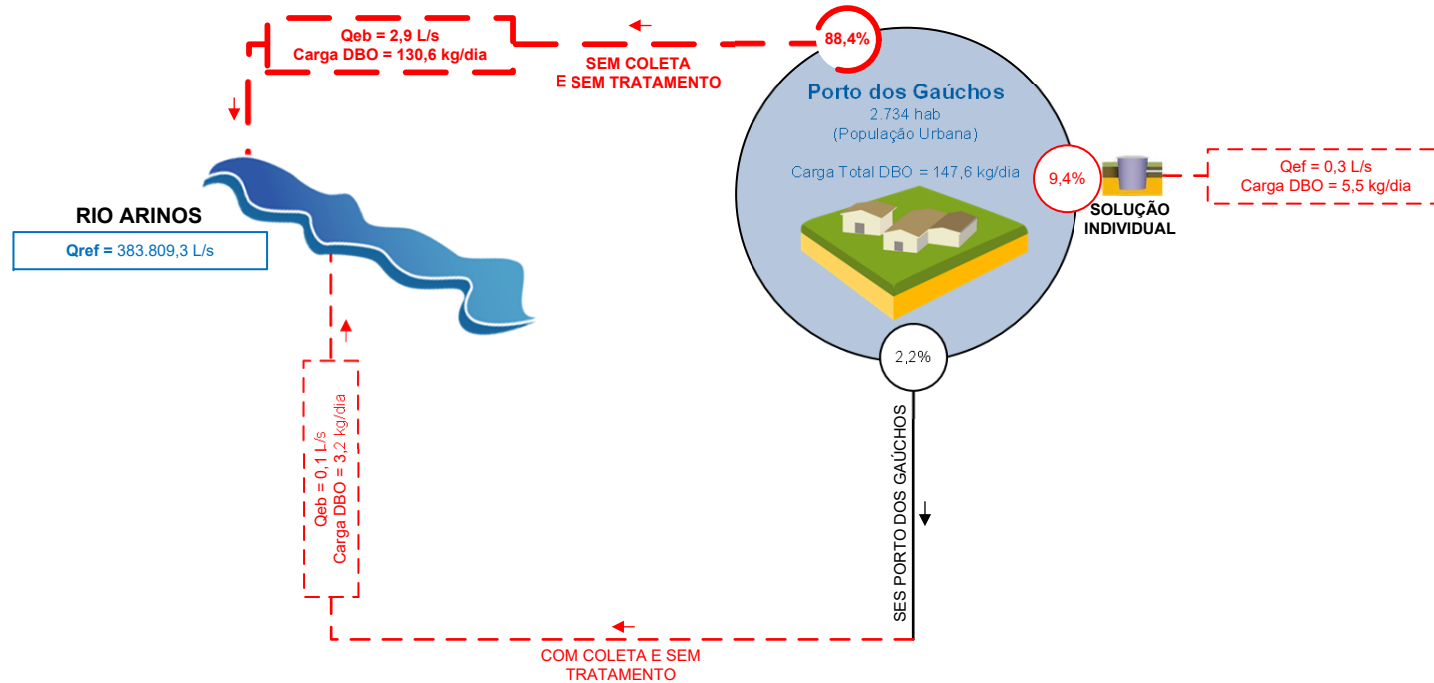 Qeb = 2,9 L/s
Carga DBO = 130,6 kg/dia
SEM COLETA
E SEM TRATAMENTO
88,4%
Porto dos Gaúchos
2.734 hab
(População Urbana)
Carga Total DBO = 147,6 kg/dia
9,4%
SOLUÇÃO
INDIVIDUAL
Qef = 0,3 L/s
Carga DBO = 5,5 kg/dia
RIO ARINOS
Qref = 383.809,3 L/s
2,2%
SES PORTO DOS GAÚCHOS
Qeb = 0,1 L/s
Carga DBO = 3,2 kg/dia
COM COLETA E SEM
TRATAMENTO